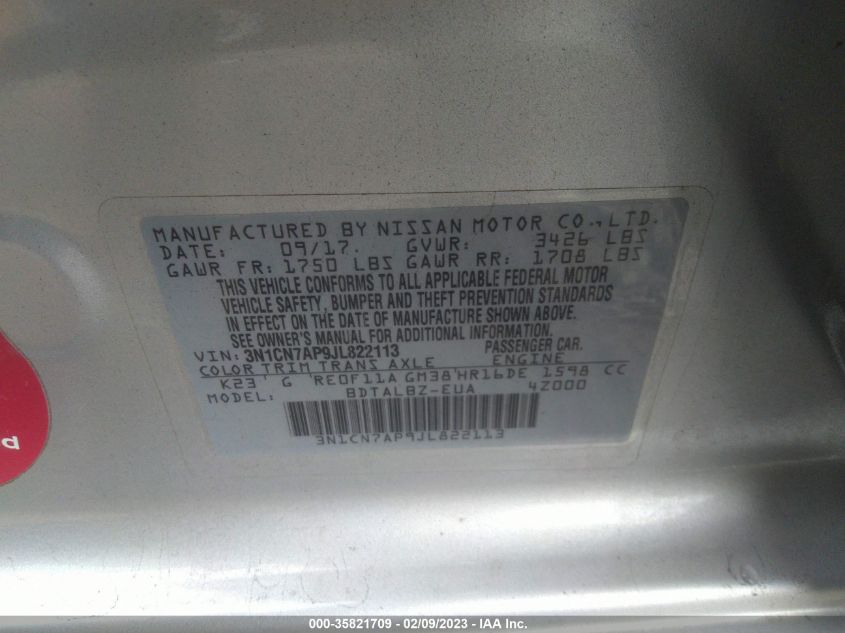 MANUFACTURED BY NISSAN MOTOR CO., LTD.
DATE: 09/17. GVWR: 3426 LBS
GAWR FR: 1750 LBS GAWR RR: 1708 LBS
THIS VEHICLE CONFORMS TO ALL APPLICABLE FEDERAL MOTOR
VEHICLE SAFETY, BUMPER AND THEFT PREVENTION STANDARDS
IN EFFECT ON THE DATE OF MANUFACTURE SHOWN ABOVE.
SEE OWNER'S MANUAL FOR ADDITIONAL INFORMATION.
VIN: 3N1CN7AP9JL822113 PASSENGER CAR.
COLOR TRIM TRANS AXLE ENGINE
K23 G RE0F11A GM38 HR16DE 1598 CC
MODEL: BDTALBZ-EUA 4Z000
3N1CN7AP9JL822113
d
000-35821709 - 02/09/2023 - IAA Inc.